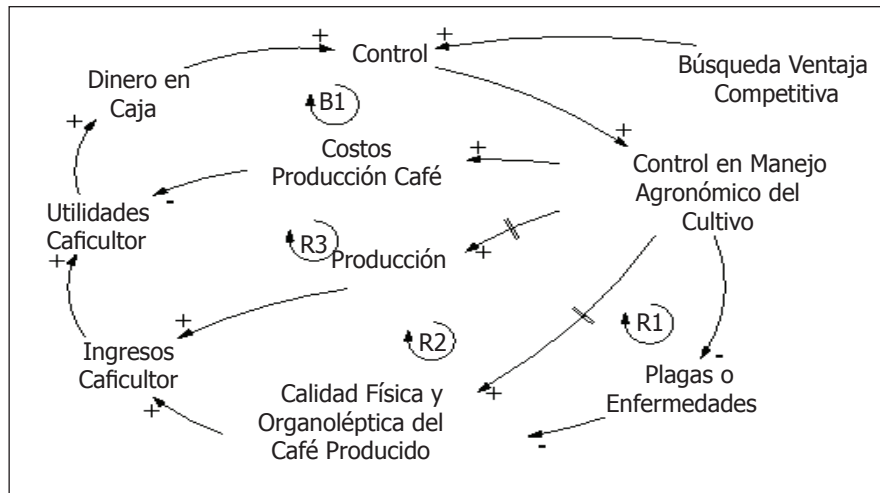 +
+
Control
Búsqueda Ventaja
Competitiva
Dinero en
Caja
B1
+
+
Costos
Producción Café
+
Control en Manejo
Agronómico del
Cultivo
-
Utilidades
Caficultor
R3
Producción
+
+
+
Ingresos
Caficultor
R2
R1
-
Plagas o
Enfermedades
Calidad Física y
Organoléptica del
Café Producido
+
+
-